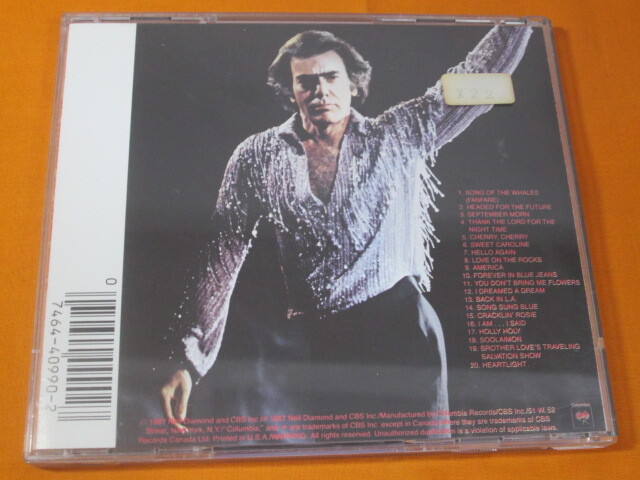 1. SONG OF THE WHALES
(FANFARE)
2. HEADED FOR THE FUTURE
3. SEPTEMBER MORN
4. THANK THE LORD FOR THE
NIGHT TIME
5. CHERRY, CHERRY
6. SWEET CAROLINE
7. HELLO AGAIN
8. LOVE ON THE ROCKS
9. AMERICA
10. FOREVER IN BLUE JEANS
11. YOU DON'T BRING ME FLOWERS
12. I DREAMED A DREAM
13. BACK IN L.A.
14. SONG SUNG BLUE
15. CRACKLIN' ROSIE
16. I AM . . . I SAID
17. HOLLY HOLY
18. SOOLAIMON
19. BROTHER LOVE'S TRAVELING
SALVATION SHOW
20. HEARTLIGHT
0 7464-40990-2
1987 Neil Diamond and CBS Inc./ 1987 Neil Diamond and CBS Inc./Manufactured by Columbia Records/CBS Inc./51 W. 52
Street, New York, N.Y./"Columbia," are trademarks of CBS Inc. except in Canada where they are trademarks of CBS
Records Canada Ltd. Printed in U.S.A./WARNING: All rights reserved. Unauthorized duplication is a violation of applicable laws.